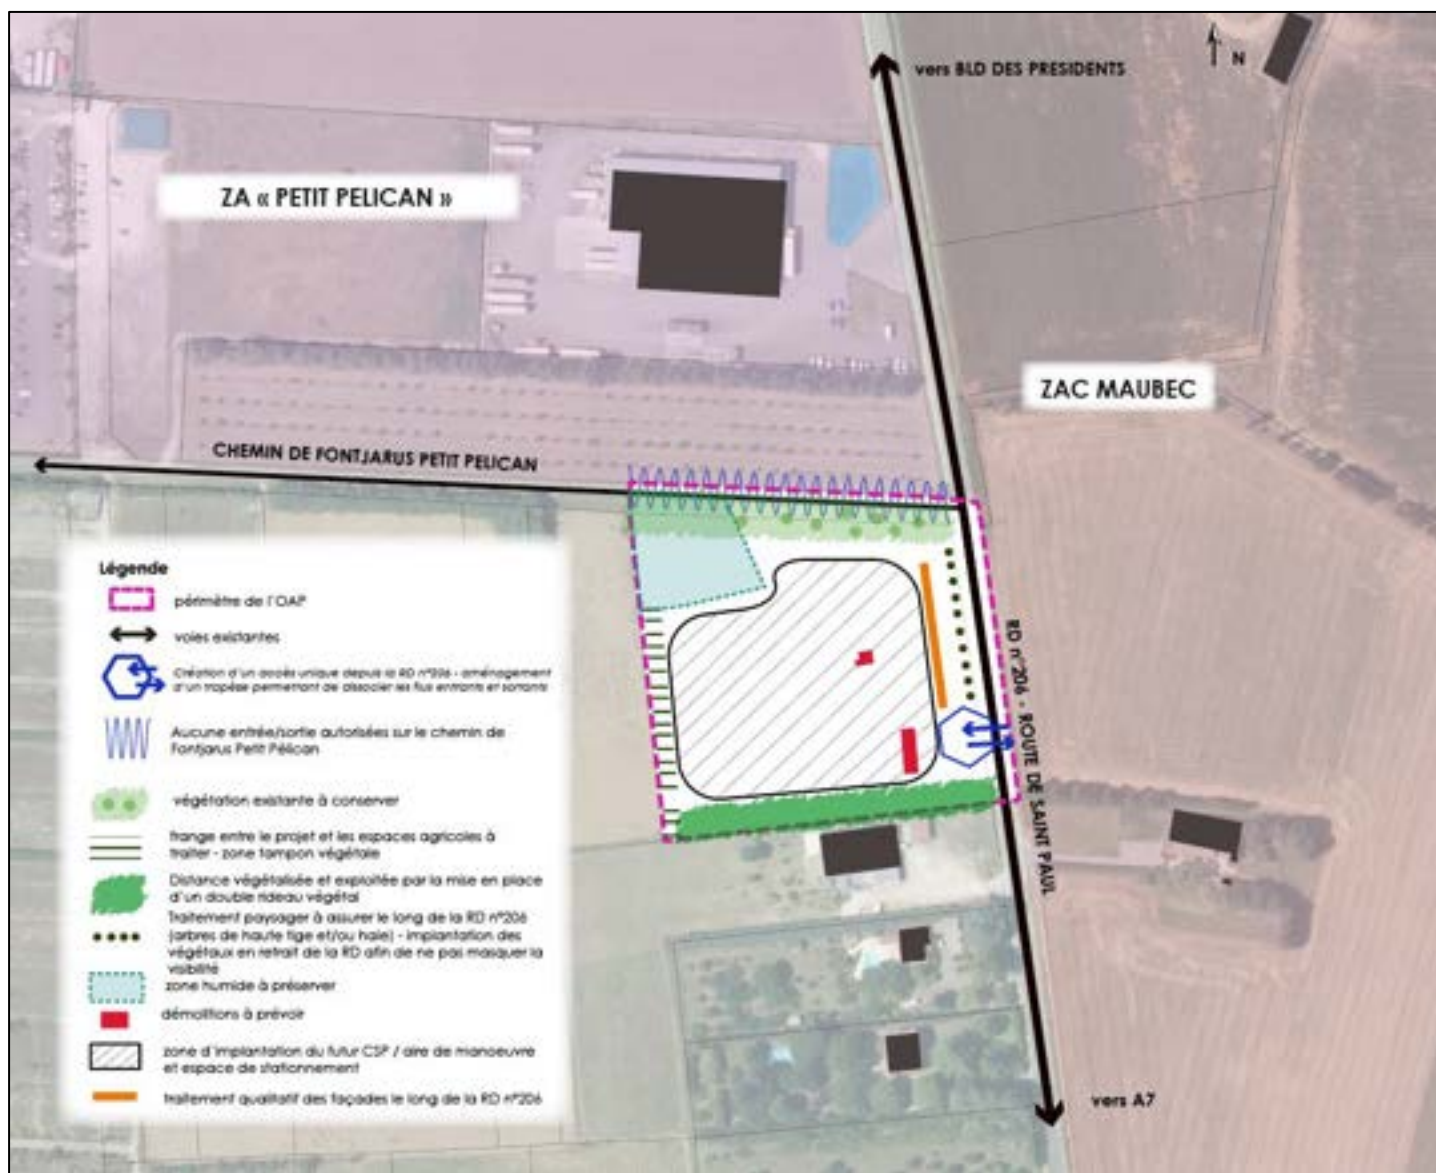 vers BLD DES PRESIDENTS
N
ZA « PETIT PELICAN »
ZAC MAUBEC
CHEMIN DE FONTJARUS PETIT PELICAN
RD n°206 - ROUTE DE SAINT PAUL
Légende
périmètre de l'OAP
voies existantes
Création d'un accès unique depuis la RD n°206 - aménagement
d'un trapèze permettant de dissocier les flux entrants et sortants
Aucune entrée/sortie autorisées sur le chemin de
Fontjarus Petit Pélican
végétation existante à conserver
frange entre le projet et les espaces agricoles à
traiter - zone tampon végétale
Distance végétalisée et exploitée par la mise en place
d'un double rideau végétal
Traitement paysager à assurer le long de la RD n°206
(arbres de haute tige et/ou haie) - implantation des
végétaux en retrait de la RD afin de ne pas masquer la
visibilité
zone humide à préserver
démolitions à prévoir
zone d'implantation du futur CSP / aire de manoeuvre
et espace de stationnement
traitement qualitatif des façades le long de la RD n°206
vers A7